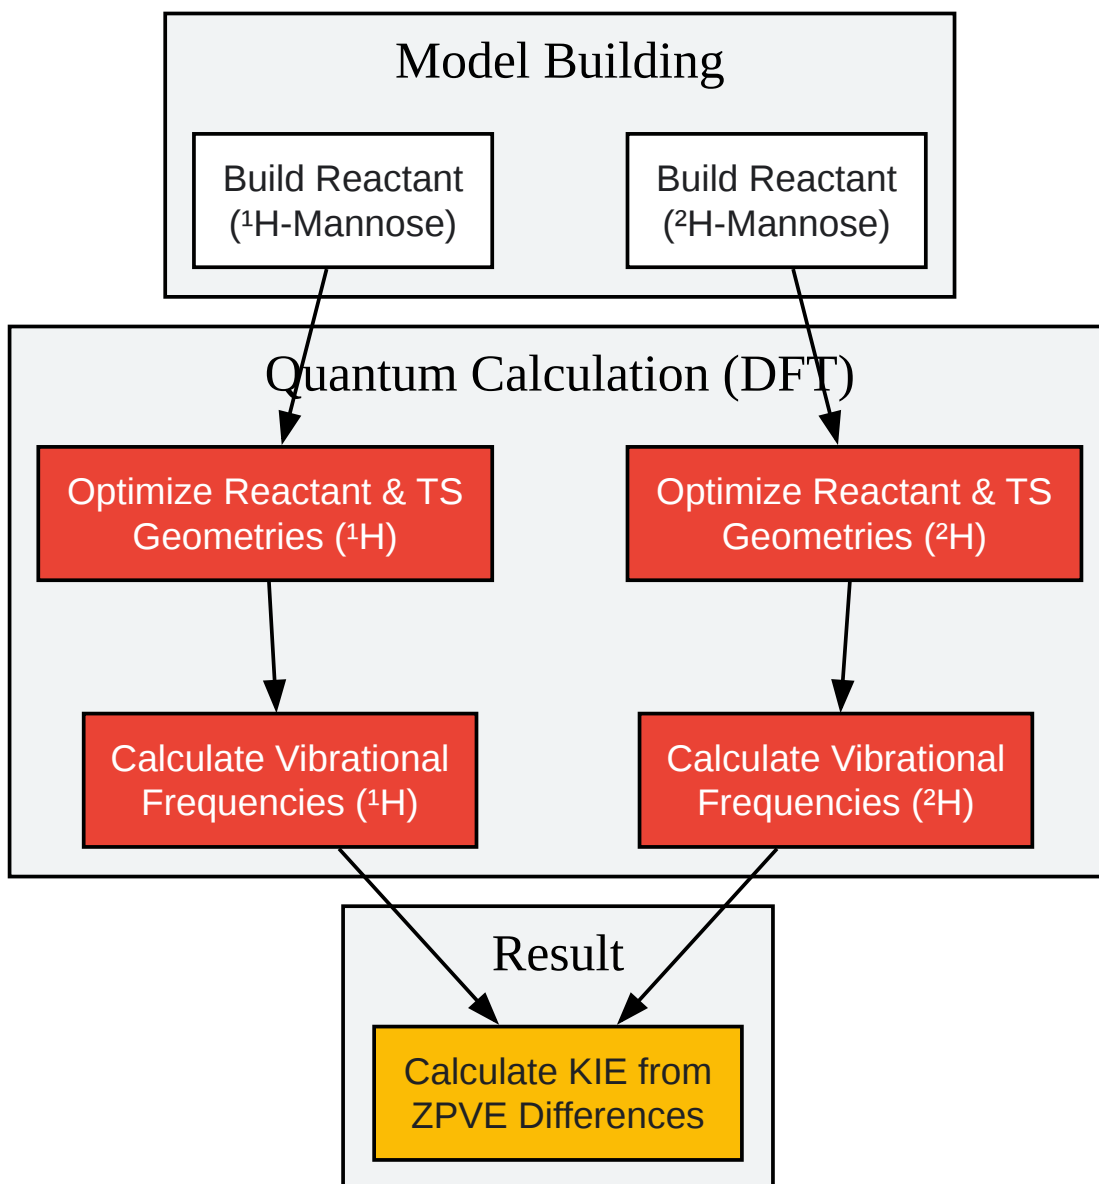 Model Building
Build Reactant
(¹H-Mannose)
Build Reactant
(²H-Mannose)
Quantum Calculation (DFT)
Optimize Reactant & TS
Geometries (¹H)
Optimize Reactant & TS
Geometries (²H)
Calculate Vibrational
Frequencies (¹H)
Calculate Vibrational
Frequencies (²H)
Result
Calculate KIE from
ZPVE Differences